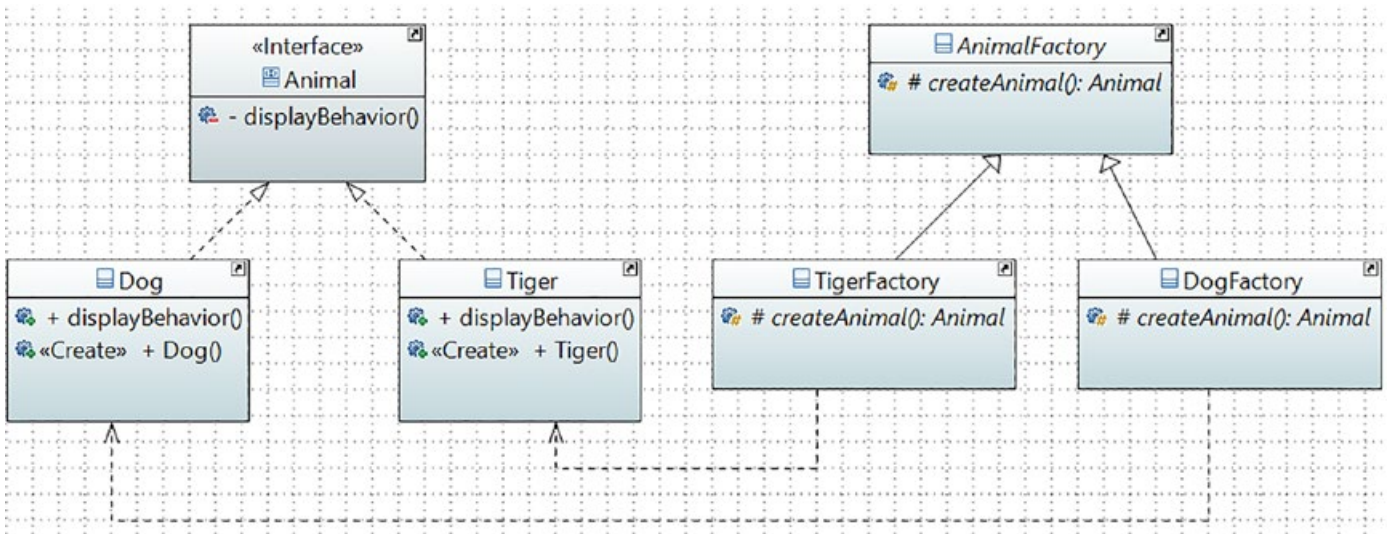 «Interface»
Animal
- displayBehavior()
AnimalFactory
# createAnimal(): Animal
Dog
+ displayBehavior()
«Create» + Dog()
Tiger
+ displayBehavior()
«Create» + Tiger()
TigerFactory
# createAnimal(): Animal
DogFactory
# createAnimal(): Animal